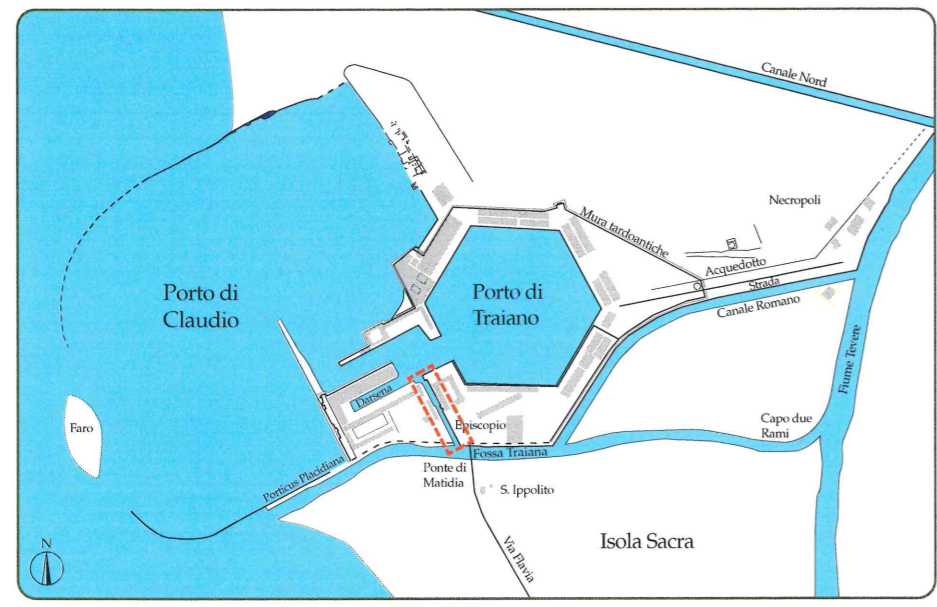 Canale Nord
Necropoli
Mura tardoantiche
Acquedotto
Strada
Canale Romano
Porto di
Claudio
Porto di
Traiano
Fiume Tevere
Darsena
Faro
Episcopio
Capo due
Rami
Fossa Traiana
Porticus Placidiana
Ponte di
Matidia
S. Ippolito
Via Flavia
Isola Sacra
N